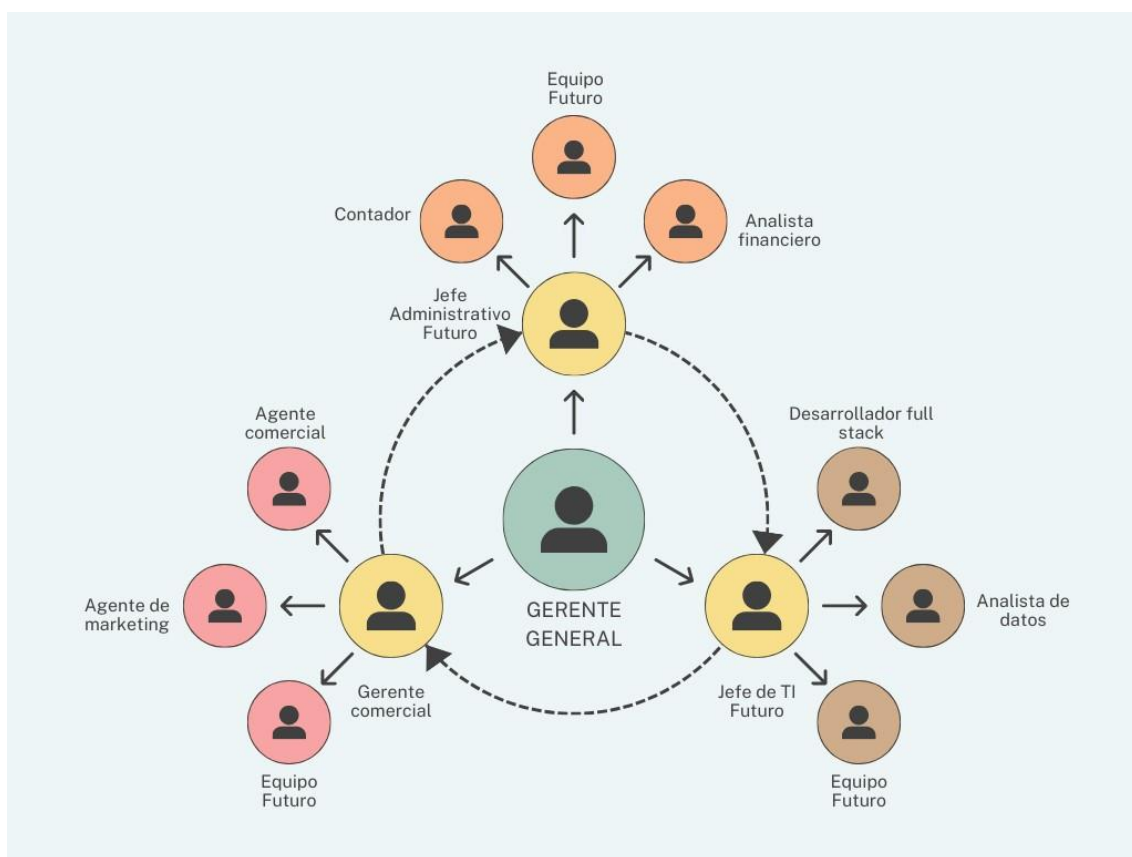 Equipo
Futuro
Contador
Analista
financiero
Jefe
Administrativo
Futuro
Agente
comercial
Desarrollador full
stack
Agente de
marketing
GERENTE
GENERAL
Analista de
datos
Gerente
comercial
Jefe de TI
Futuro
Equipo
Futuro
Equipo
Futuro